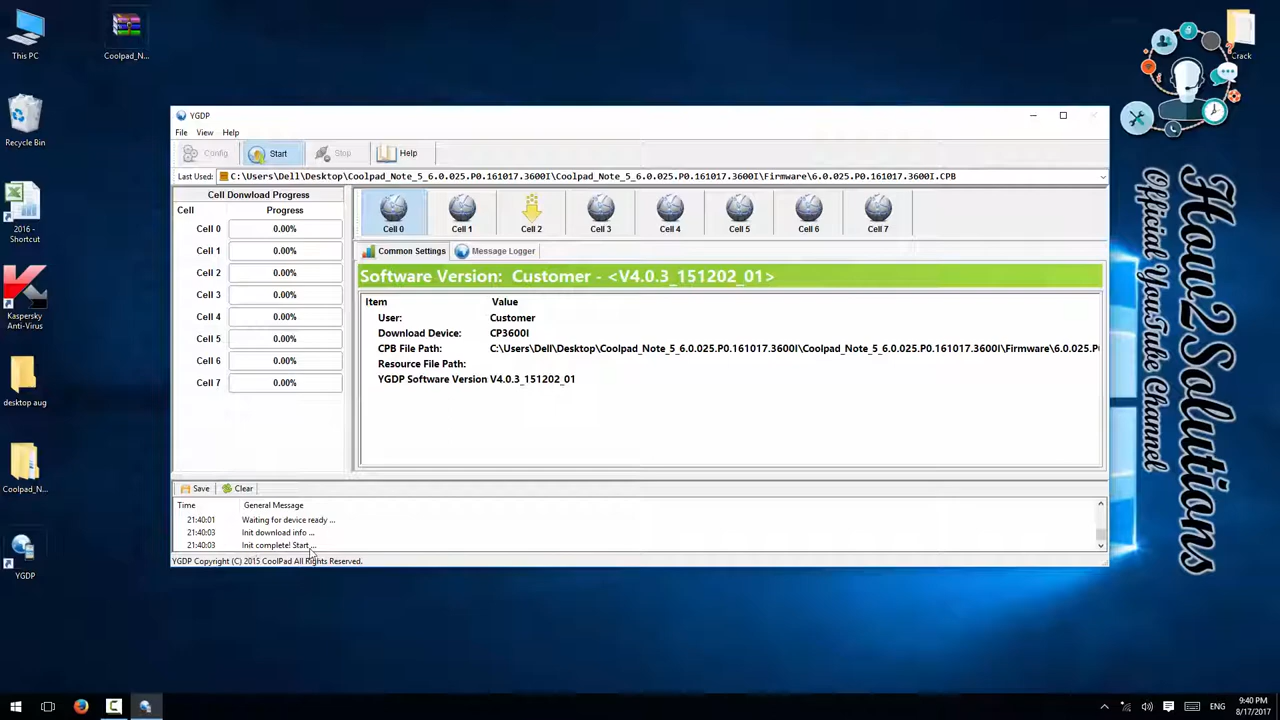 This PC
Coolpad_N...
Crack
Recycle Bin
2016 -
Shortcut
Kaspersky
Anti-Virus
desktop aug
Coolpad_N...
YGDP
YGDP
File View Help
Config Start Stop Help
Last Used: C:\Users\Dell\Desktop\Coolpad_Note_5_6.0.025.P0.161017.3600I\Coolpad_Note_5_6.0.025.P0.161017.3600I\Firmware\6.0.025.P0.161017.3600I.CPB
Cell Donwload Progress
Cell Progress
Cell 0 0.00%
Cell 1 0.00%
Cell 2 0.00%
Cell 3 0.00%
Cell 4 0.00%
Cell 5 0.00%
Cell 6 0.00%
Cell 7 0.00%
Cell 0 Cell 1 Cell 2 Cell 3 Cell 4 Cell 5 Cell 6 Cell 7
Common Settings Message Logger
Software Version: Customer - <V4.0.3_151202_01>
Item Value
User: Customer
Download Device: CP3600I
CPB File Path: C:\Users\Dell\Desktop\Coolpad_Note_5_6.0.025.P0.161017.3600I\Coolpad_Note_5_6.0.025.P0.161017.3600I\Firmware\6.0.025.P
Resource File Path:
YGDP Software Version V4.0.3_151202_01
Save Clear
Time General Message
21:40:01 Waiting for device ready ...
21:40:03 Init download info ...
21:40:03 Init complete! Start ...
YGDP Copyright (C) 2015 CoolPad All Rights Reserved.
How2Solutions
Official YouTube Channel
ENG
9:40 PM
8/17/2017